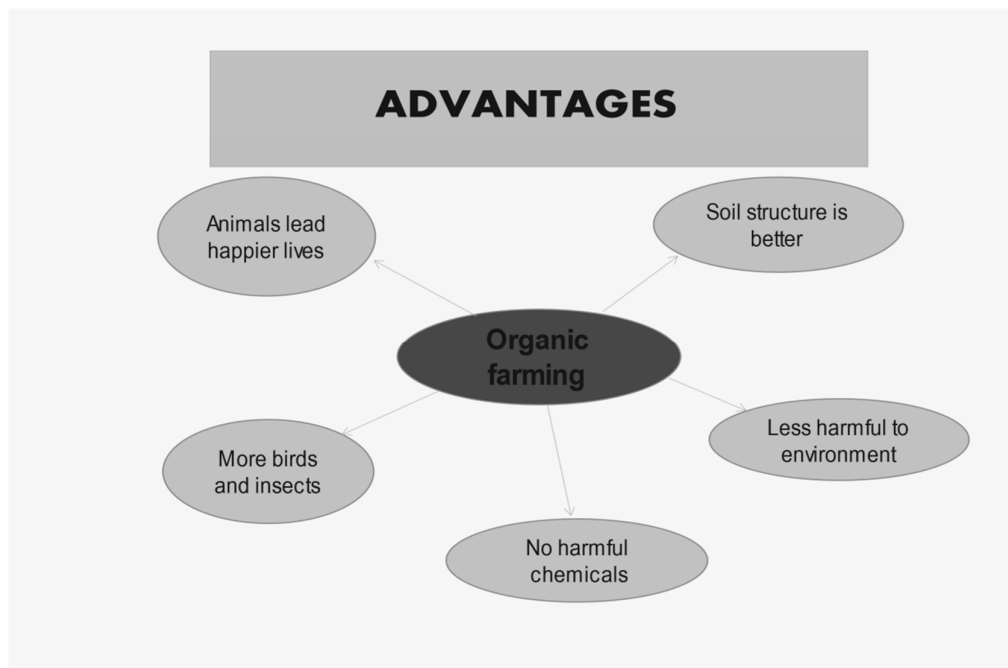 ADVANTAGES
Animals lead
happier lives
Soil structure is
better
Organic
farming
More birds
and insects
Less harmful to
environment
No harmful
chemicals